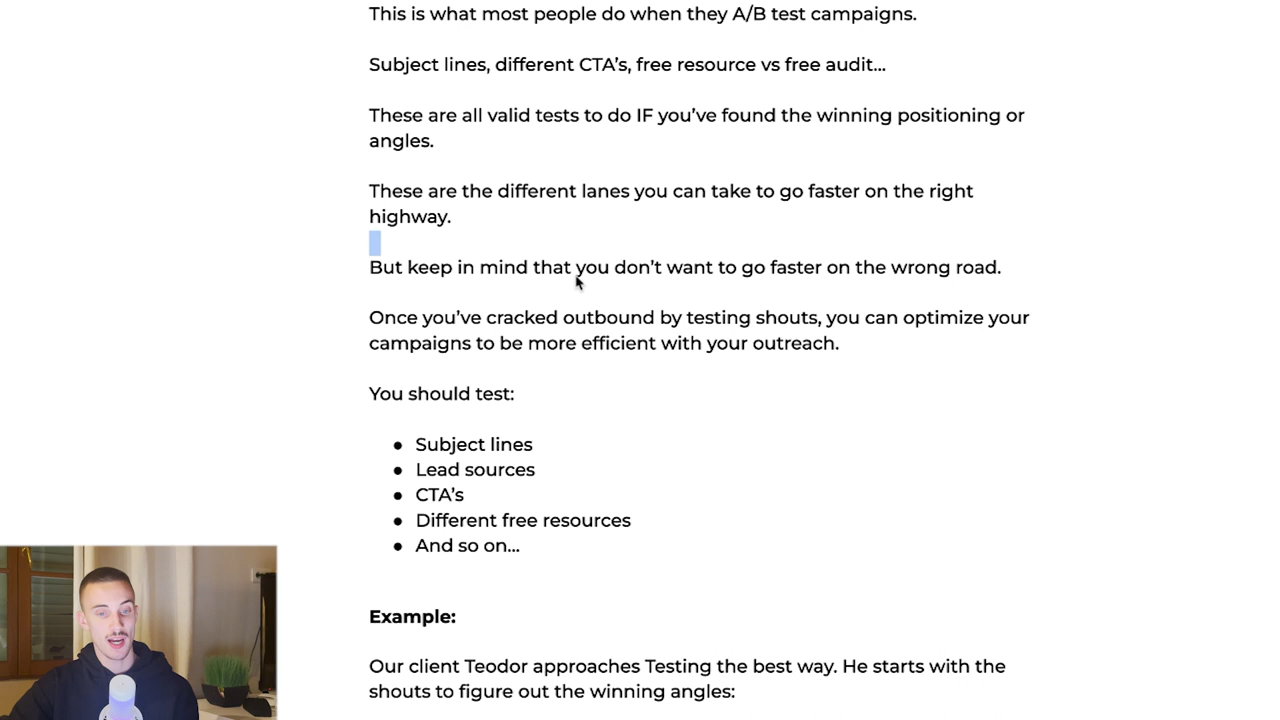 This is what most people do when they A/B test campaigns.
Subject lines, different CTA’s, free resource vs free audit…
These are all valid tests to do IF you’ve found the winning positioning or
angles.
These are the different lanes you can take to go faster on the right
highway.
But keep in mind that you don’t want to go faster on the wrong road.
Once you’ve cracked outbound by testing shouts, you can optimize your
campaigns to be more efficient with your outreach.
You should test:
● Subject lines
● Lead sources
● CTA’s
● Different free resources
● And so on…
Example:
Our client Teodor approaches Testing the best way. He starts with the
shouts to figure out the winning angles: